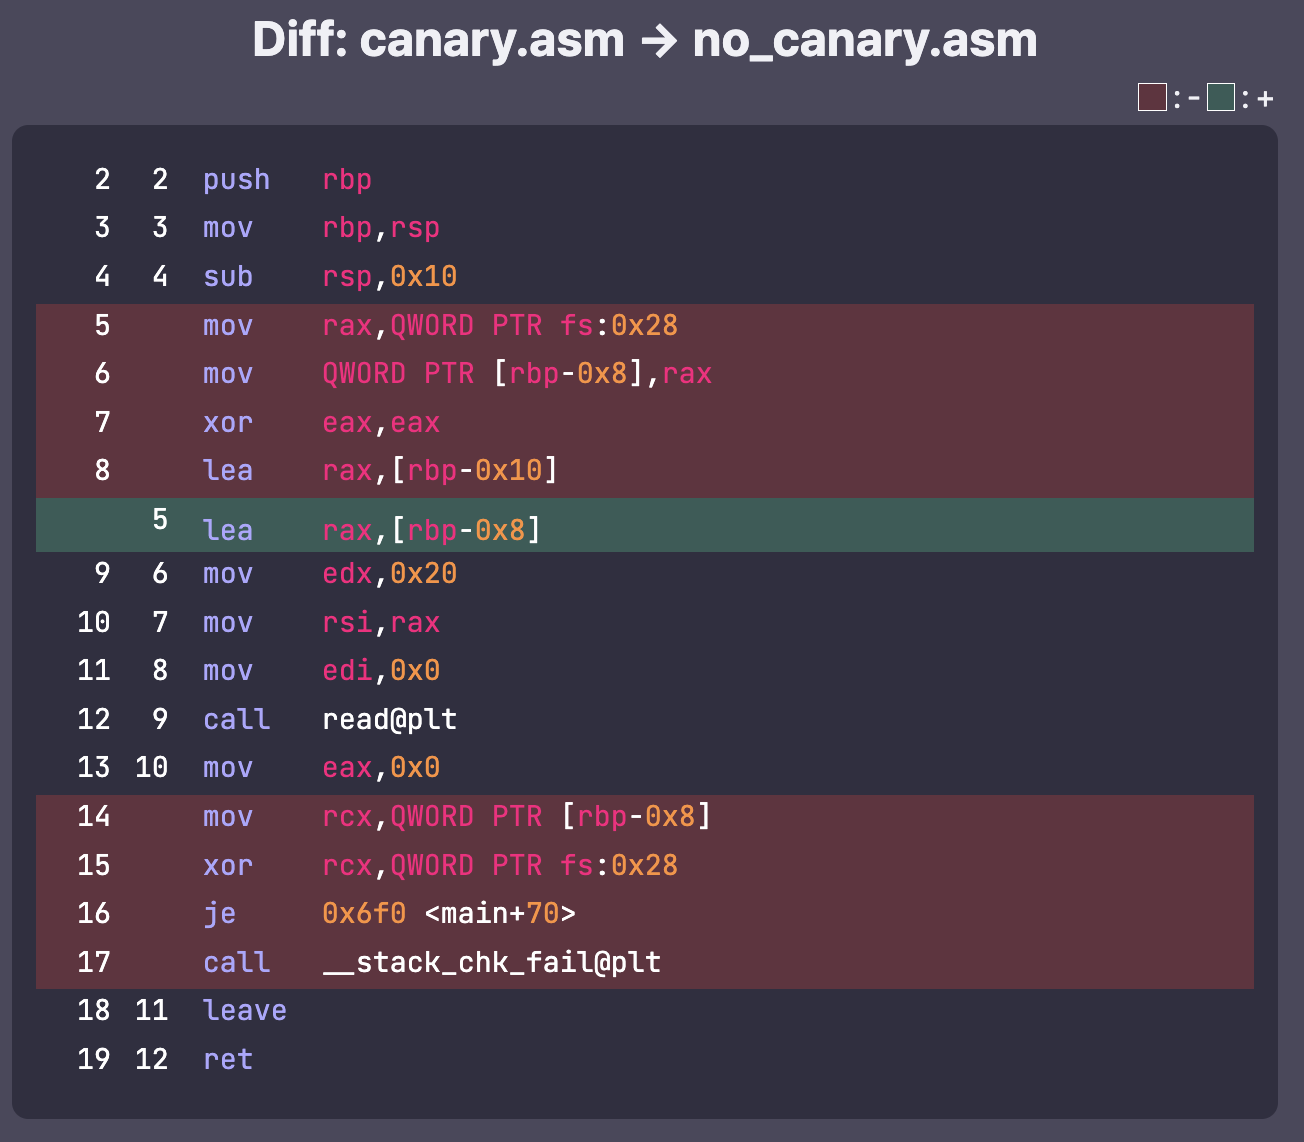 Diff: canary.asm → no_canary.asm
:- :+
2 2 push rbp
3 3 mov rbp,rsp
4 4 sub rsp,0x10
5 mov rax,QWORD PTR fs:0x28
6 mov QWORD PTR [rbp-0x8],rax
7 xor eax,eax
8 lea rax,[rbp-0x10]
5 lea rax,[rbp-0x8]
9 6 mov edx,0x20
10 7 mov rsi,rax
11 8 mov edi,0x0
12 9 call read@plt
13 10 mov eax,0x0
14 mov rcx,QWORD PTR [rbp-0x8]
15 xor rcx,QWORD PTR fs:0x28
16 je 0x6f0 <main+70>
17 call __stack_chk_fail@plt
18 11 leave
19 12 ret